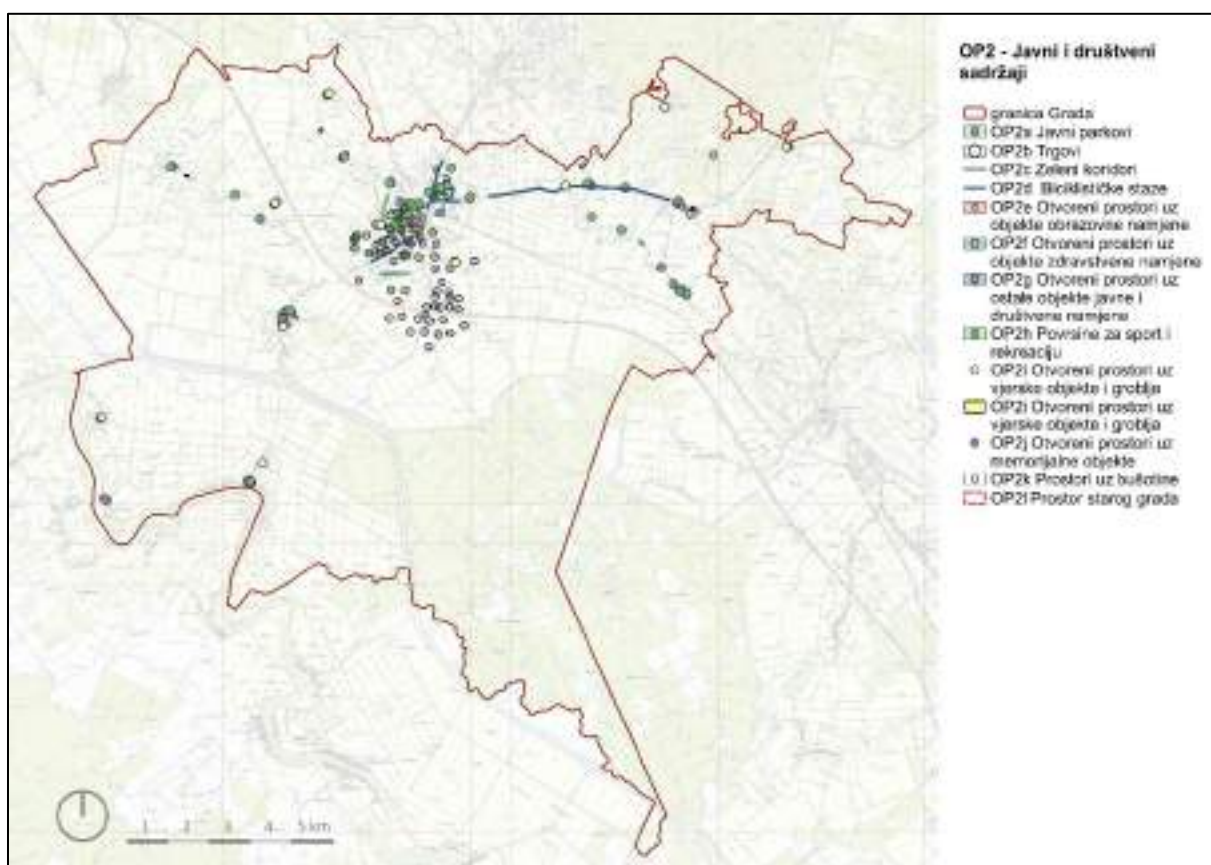 OP2 - Javni i društveni
sadržaji
granica Grada
OP2a Javni parkovi
OP2b Trgovi
OP2c Zeleni koridori
OP2d Biciklističke staze
OP2e Otvoreni prostori uz
objekte obrazovne namjene
OP2f Otvoreni prostori uz
objekte zdravstvene namjene
OP2g Otvoreni prostori uz
ostale objekte javne i
društvene namjene
OP2h Površine za sport i
rekreaciju
OP2i Otvoreni prostori uz
vjerske objekte i groblja
OP2i Otvoreni prostori uz
vjerske objekte i groblja
OP2j Otvoreni prostori uz
memorijalne objekte
OP2k Prostori uz bušotine
OP2l Prostor starog grada
1 2 3 4 5 km